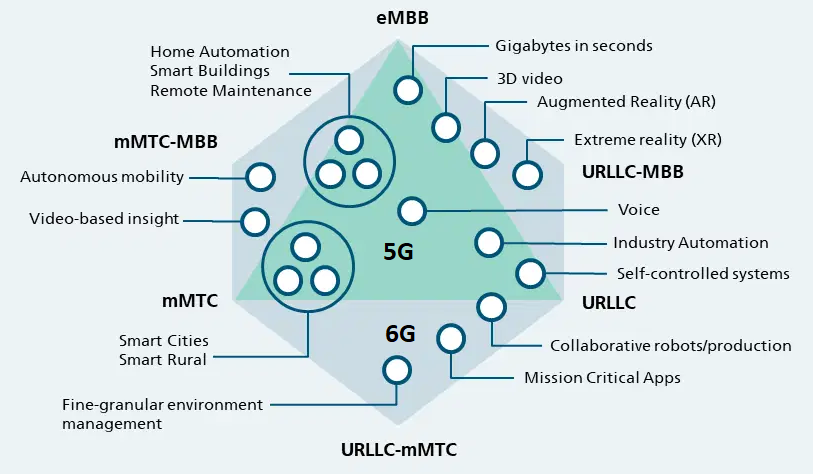 eMBB
Home Automation
Smart Buildings
Remote Maintenance
Gigabytes in seconds
3D video
Augmented Reality (AR)
Extreme reality (XR)
mMTC-MBB
URLLC-MBB
Autonomous mobility
Video-based insight
Voice
Industry Automation
Self-controlled systems
5G
mMTC
URLLC
6G
Smart Cities
Smart Rural
Collaborative robots/production
Mission Critical Apps
Fine-granular environment
management
URLLC-mMTC